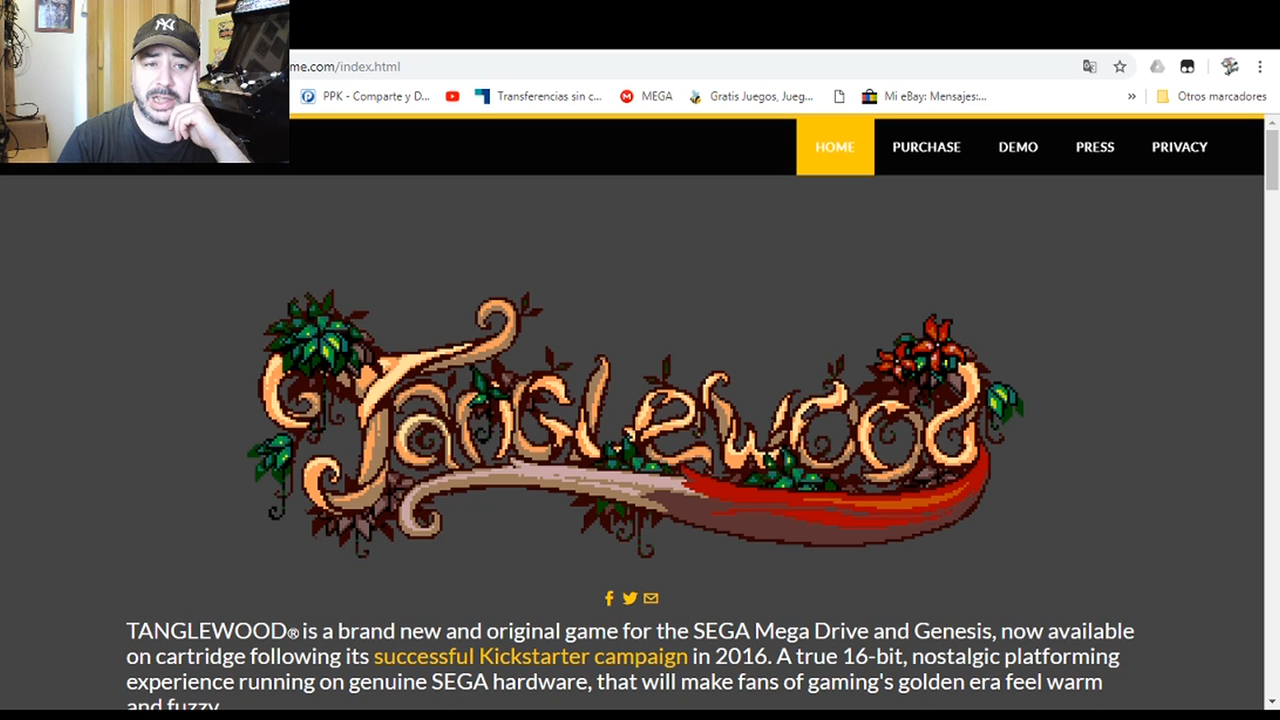 NY
me.com/index.html
PPK - Comparte y D...
Transferencias sin c...
MEGA
Gratis Juegos, Jueg...
Mi eBay: Mensajes:...
»
Otros marcadores
HOME
PURCHASE
DEMO
PRESS
PRIVACY
Tanglewood
TANGLEWOOD® is a brand new and original game for the SEGA Mega Drive and Genesis, now available
on cartridge following its successful Kickstarter campaign in 2016. A true 16-bit, nostalgic platforming
experience running on genuine SEGA hardware, that will make fans of gaming's golden era feel warm
and fuzzy.